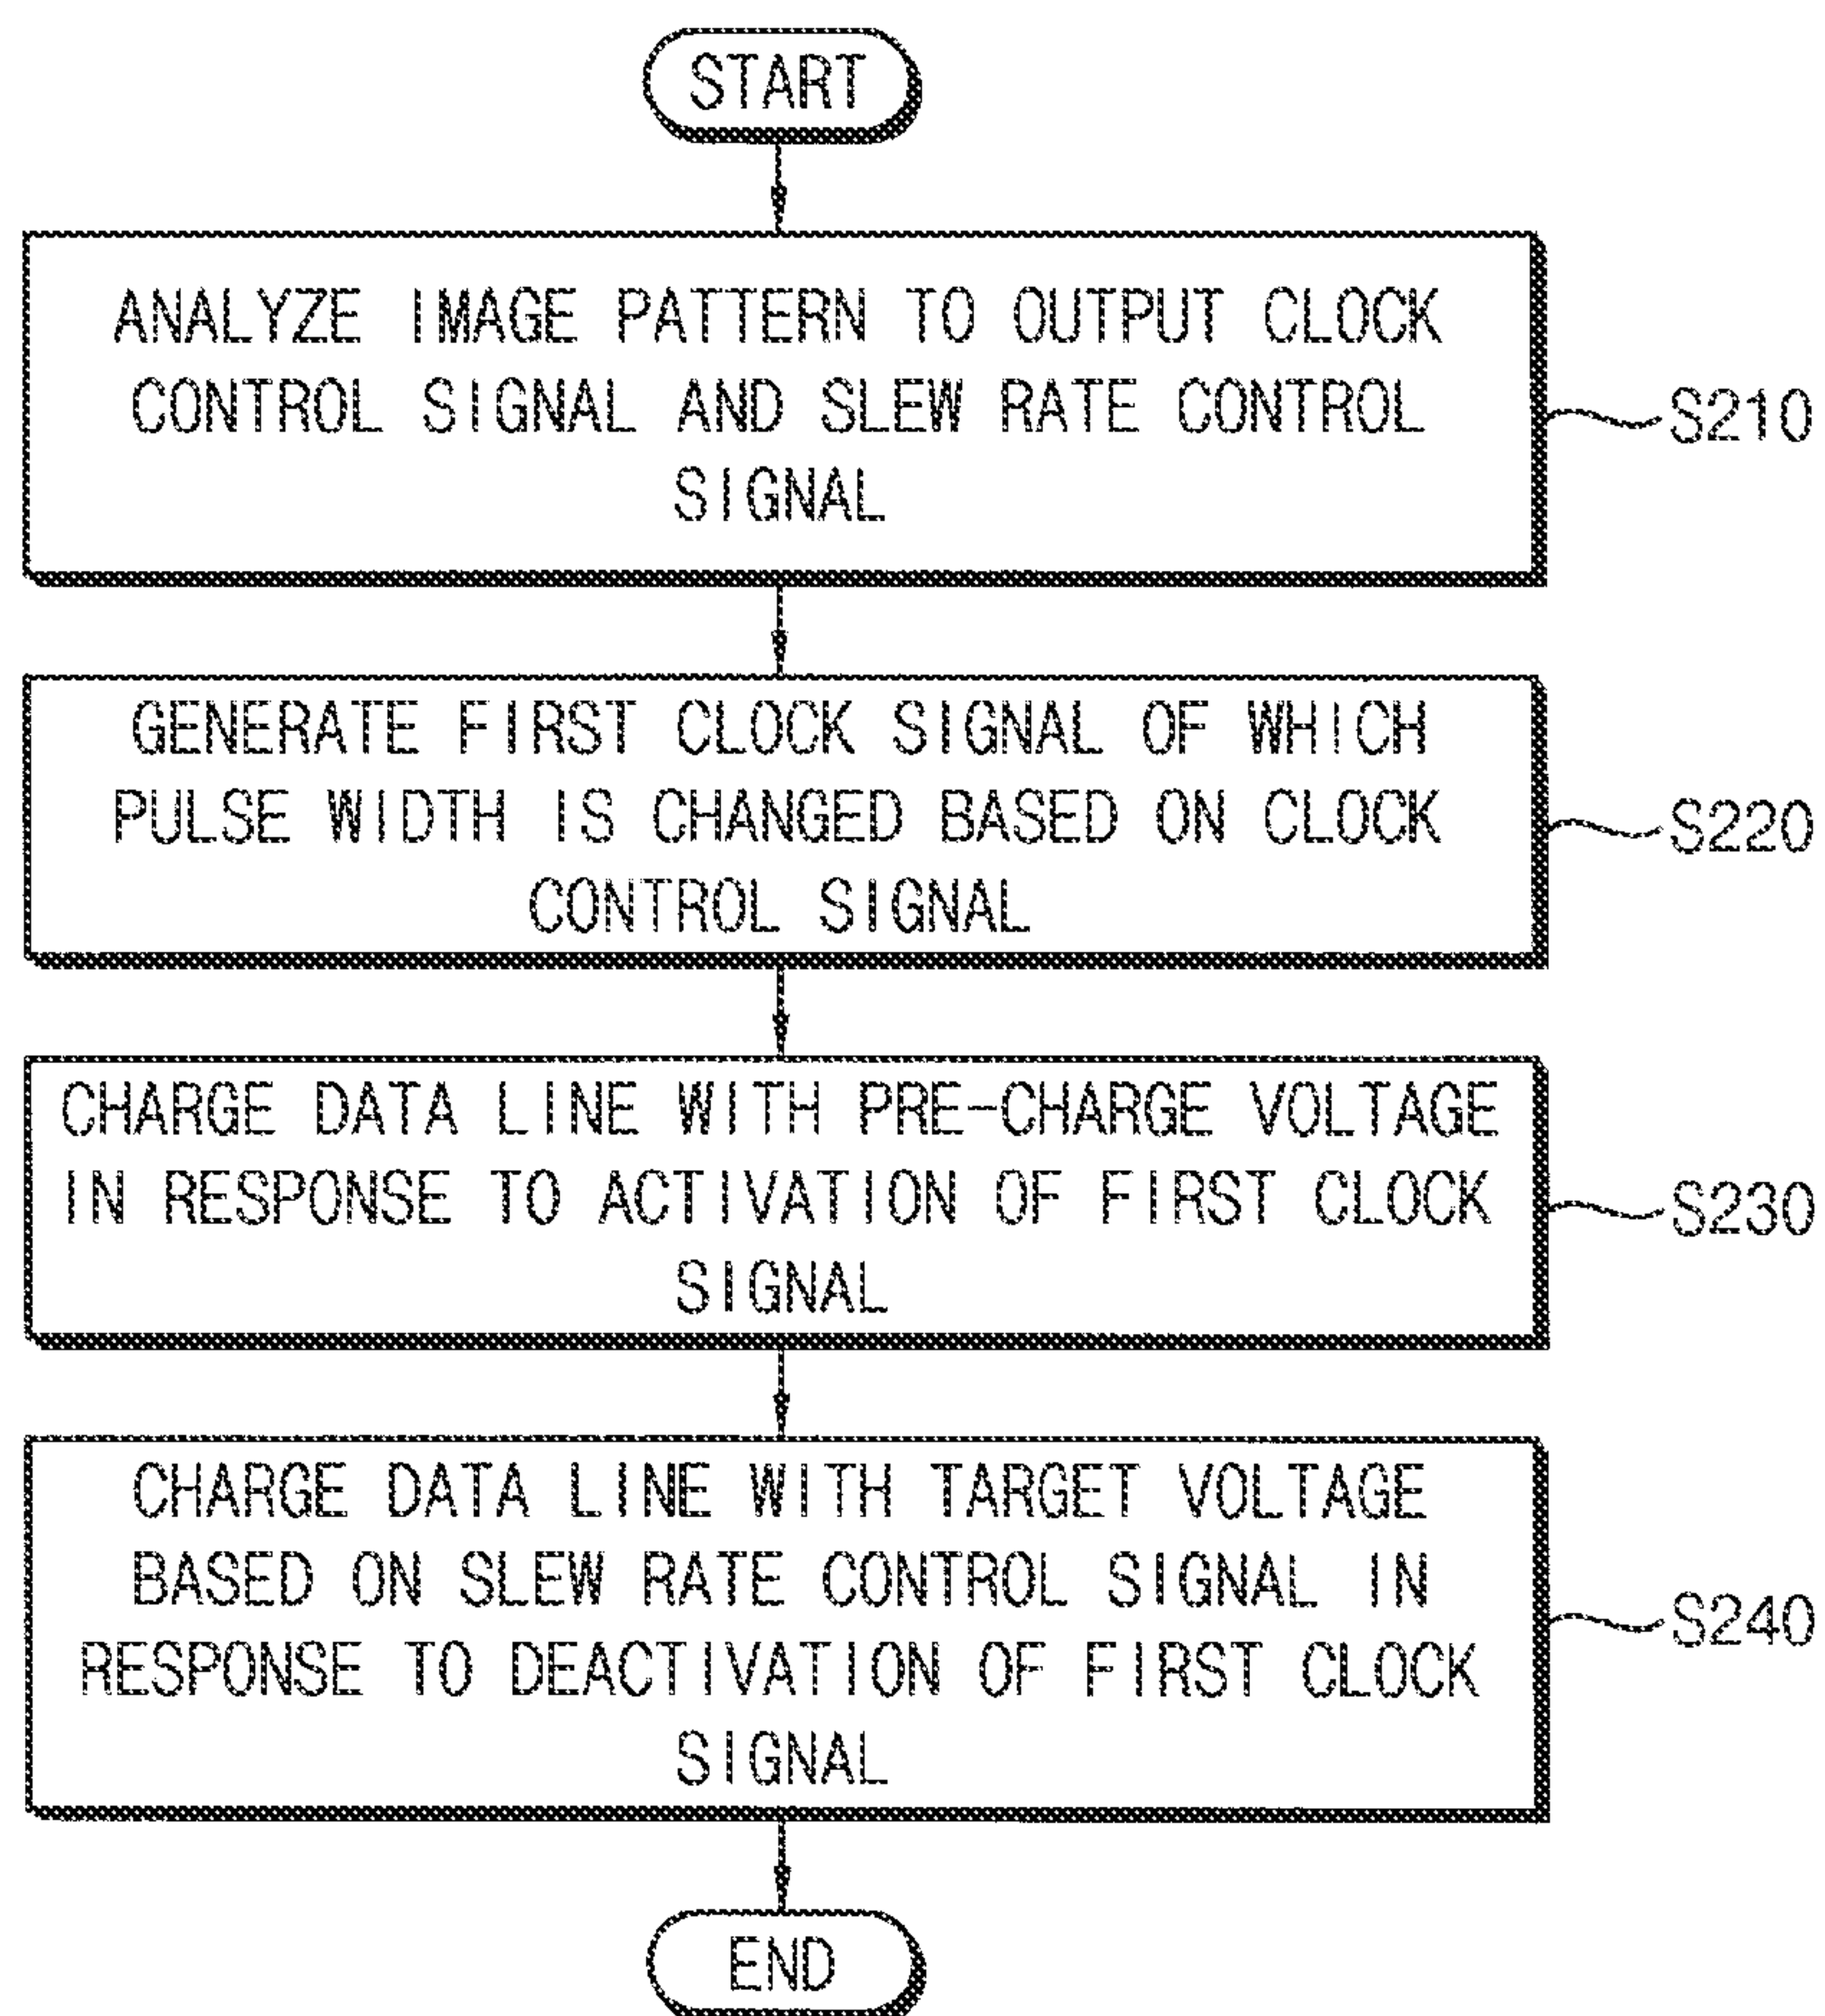 START
ANALYZE IMAGE PATTERN TO OUTPUT CLOCK
CONTROL SIGNAL AND SLEW RATE CONTROL
SIGNAL
S210
GENERATE FIRST CLOCK SIGNAL OF WHICH
PULSE WIDTH IS CHANGED BASED ON CLOCK
CONTROL SIGNAL
S220
CHARGE DATA LINE WITH PRE-CHARGE VOLTAGE
IN RESPONSE TO ACTIVATION OF FIRST CLOCK
SIGNAL
S230
CHARGE DATA LINE WITH TARGET VOLTAGE
BASED ON SLEW RATE CONTROL SIGNAL IN
RESPONSE TO DEACTIVATION OF FIRST CLOCK
SIGNAL
S240
END